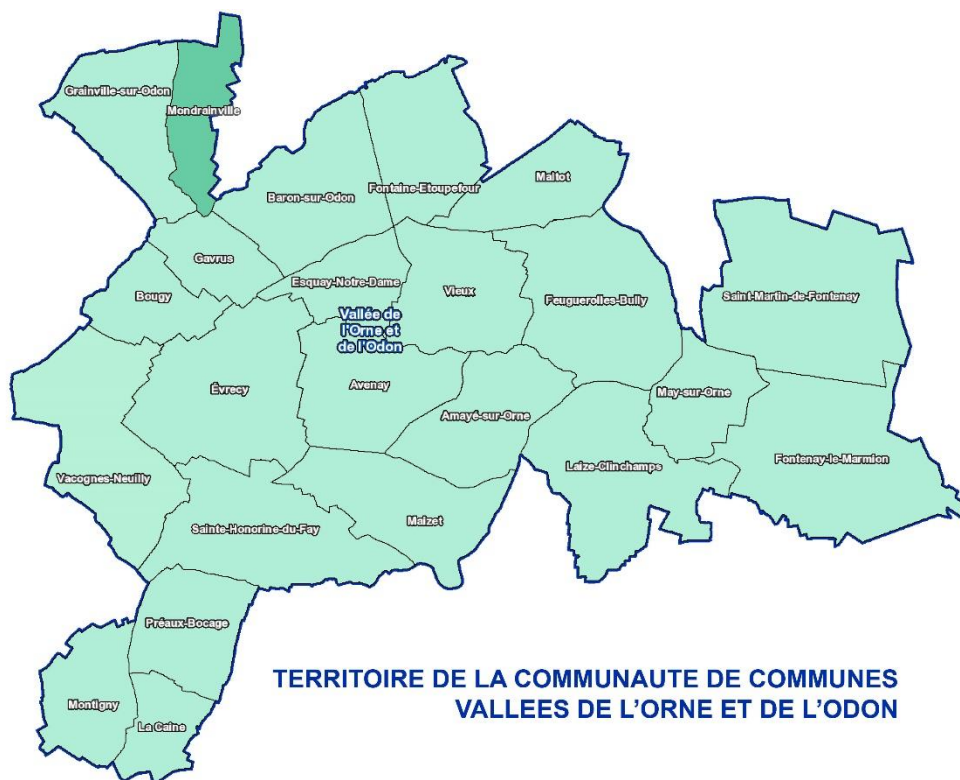 Grainville-sur-Odon
Mondrainville
Maltot
Fontaine-Etoupefour
Baron-sur-Odon
Gavrus
Esquay-Notre-Dame
Vieux
Bougy
Feuguerolles-Bully
Saint-Martin-de-Fontenay
Vallée de
l'Orne et
de l'Odon
Évrecy
Avenay
May-sur-Orne
Amayé-sur-Orne
Fontenay-le-Marmion
Laize-Clinchamps
Vacognes-Neuilly
Maizet
Sainte-Honorine-du-Fay
Préaux-Bocage
Montigny
La Caine
TERRITOIRE DE LA COMMUNAUTE DE COMMUNES
VALLEES DE L'ORNE ET DE L'ODON